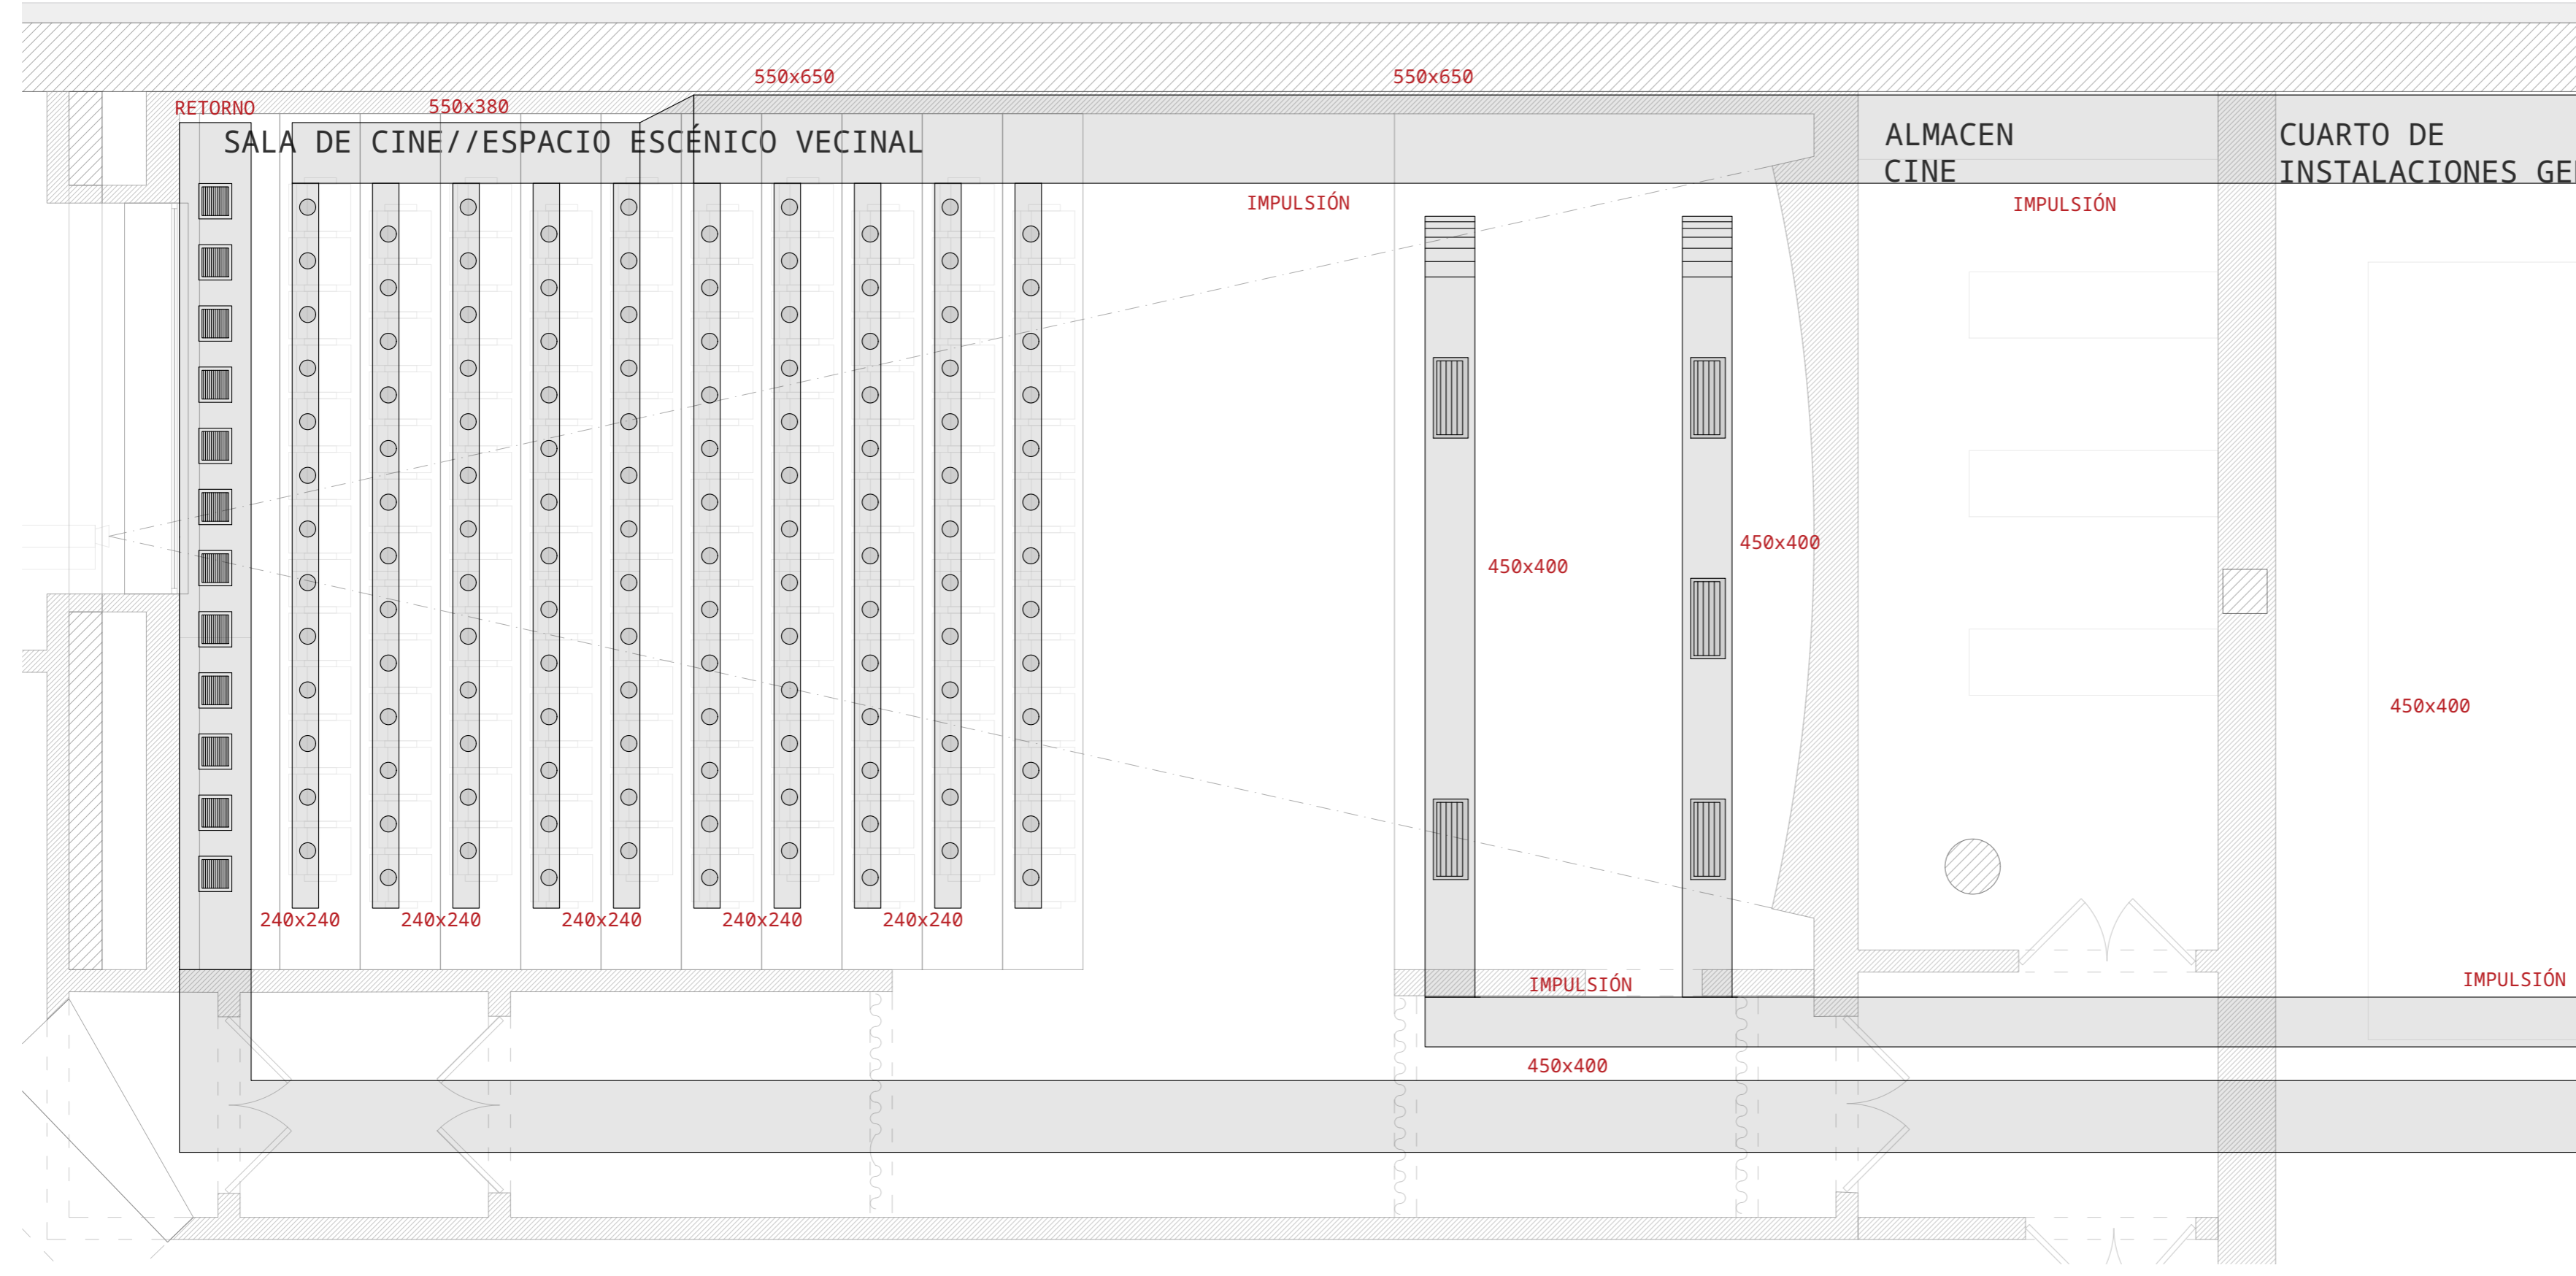 550x650
550x650
RETORNO
550x380
SALA DE CINE//ESPACIO ESCÉNICO VECINAL
ALMACEN
CINE
CUARTO DE
INSTALACIONES
IMPULSIÓN
IMPULSIÓN
450x400
450x400
450x400
240x240
240x240
240x240
240x240
240x240
IMPULSIÓN
IMPULSIÓN
450x400